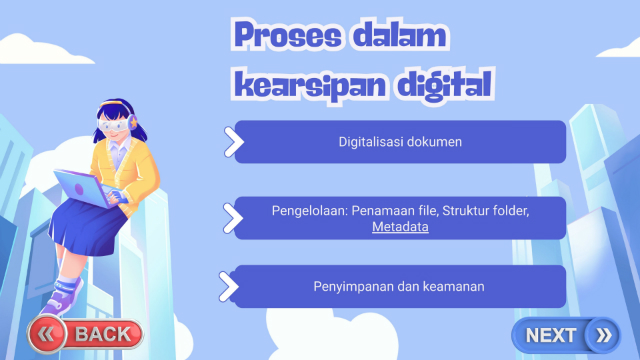 Proses dalam
kearsipan digital
Digitalisasi dokumen
Pengelolaan: Penamaan file, Struktur folder,
Metadata
Penyimpanan dan keamanan
BACK
NEXT